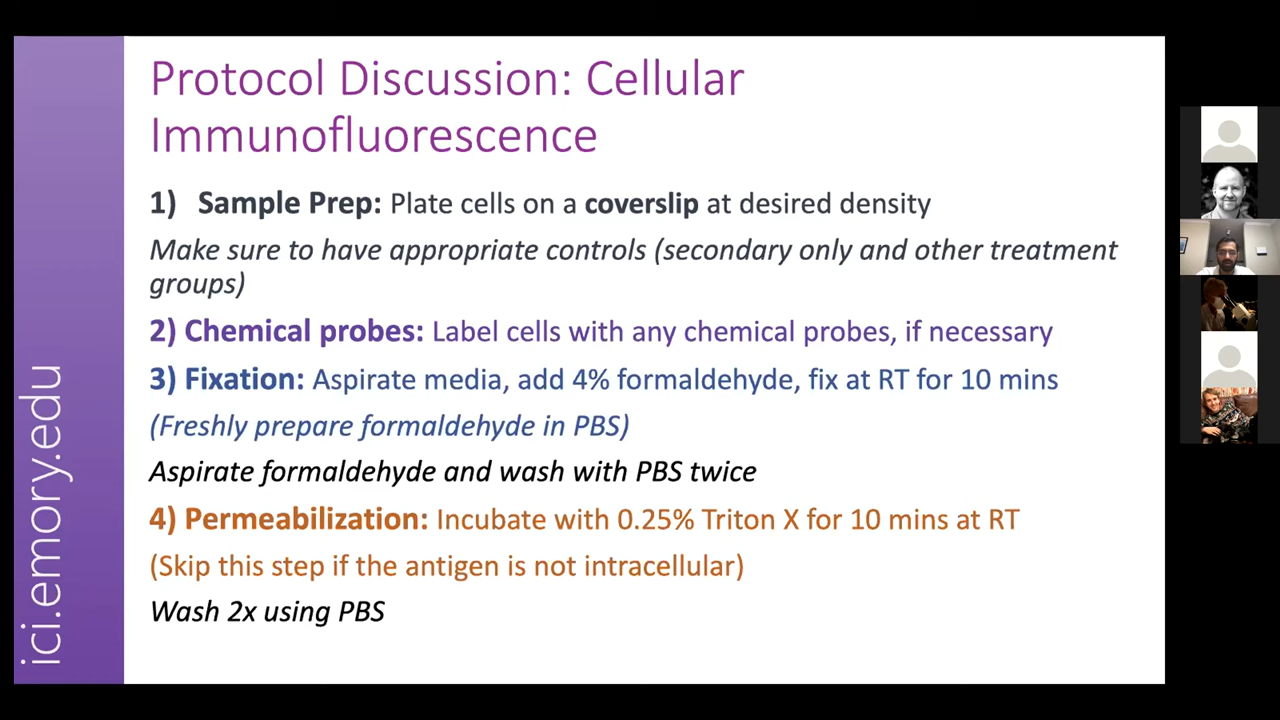 Protocol Discussion: Cellular
Immunofluorescence
1) Sample Prep: Plate cells on a coverslip at desired density
Make sure to have appropriate controls (secondary only and other treatment
groups)
2) Chemical probes: Label cells with any chemical probes, if necessary
3) Fixation: Aspirate media, add 4% formaldehyde, fix at RT for 10 mins
(Freshly prepare formaldehyde in PBS)
Aspirate formaldehyde and wash with PBS twice
4) Permeabilization: Incubate with 0.25% Triton X for 10 mins at RT
(Skip this step if the antigen is not intracellular)
Wash 2x using PBS
ici.emory.edu